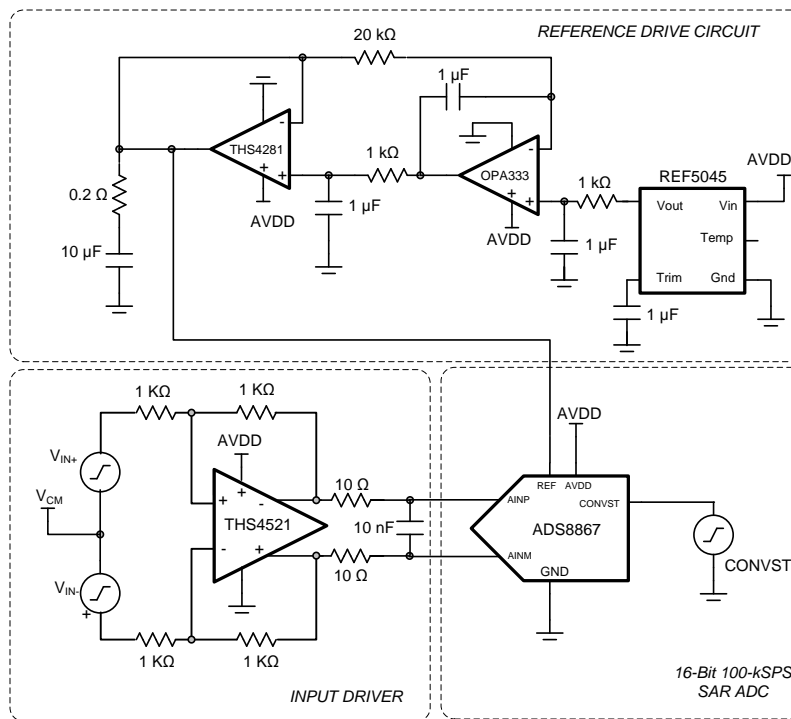 REFERENCE DRIVE CIRCUIT
20 kΩ
1 µF
-
THS4281
+
+
AVDD
1 kΩ
1 µF
-
OPA333
+
+
AVDD
1 kΩ
1 µF
REF5045
AVDD
Vout
Vin
Temp
Trim
Gnd
1 µF
0.2 Ω
10 µF
1 KΩ
1 KΩ
AVDD
VIN+
VCM
VIN-
+
+
+
-
THS4521
-
+
10 Ω
10 nF
10 Ω
1 KΩ
1 KΩ
INPUT DRIVER
AVDD
REF
AVDD
CONVST
AINP
ADS8867
AINM
GND
CONVST
16-Bit 100-kSPS
SAR ADC